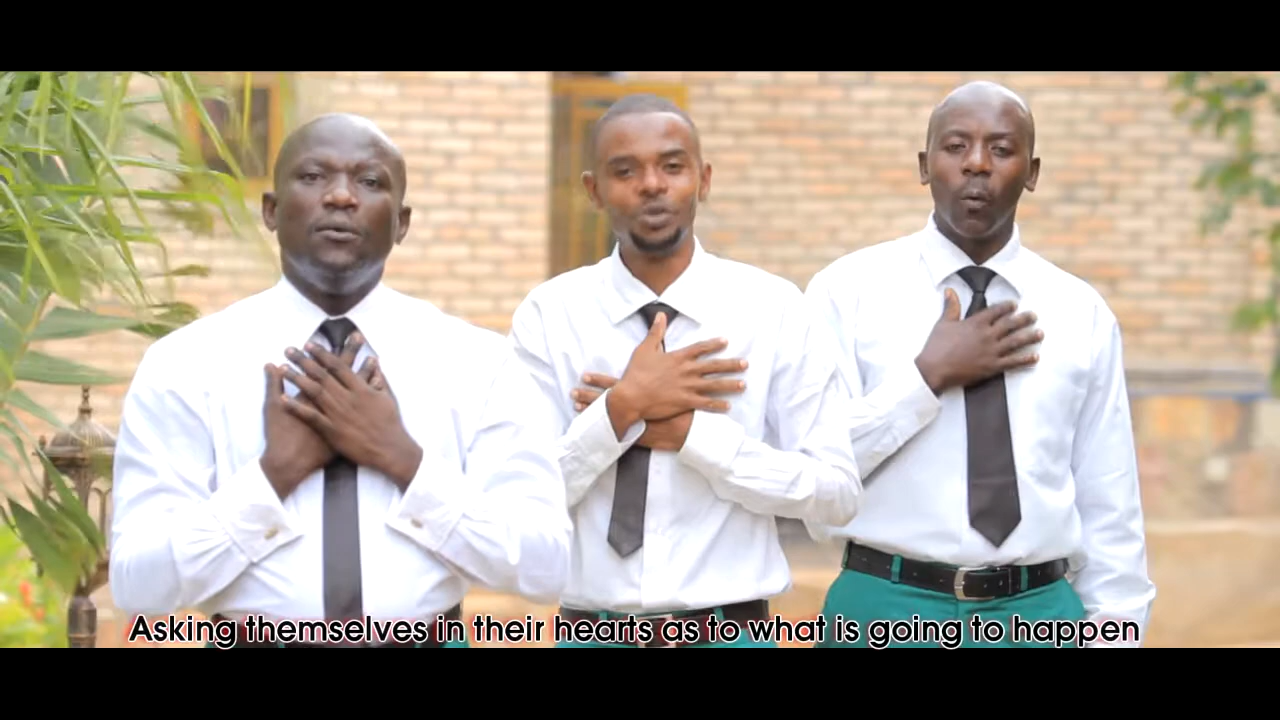 Asking themselves in their hearts as to what is going to happen